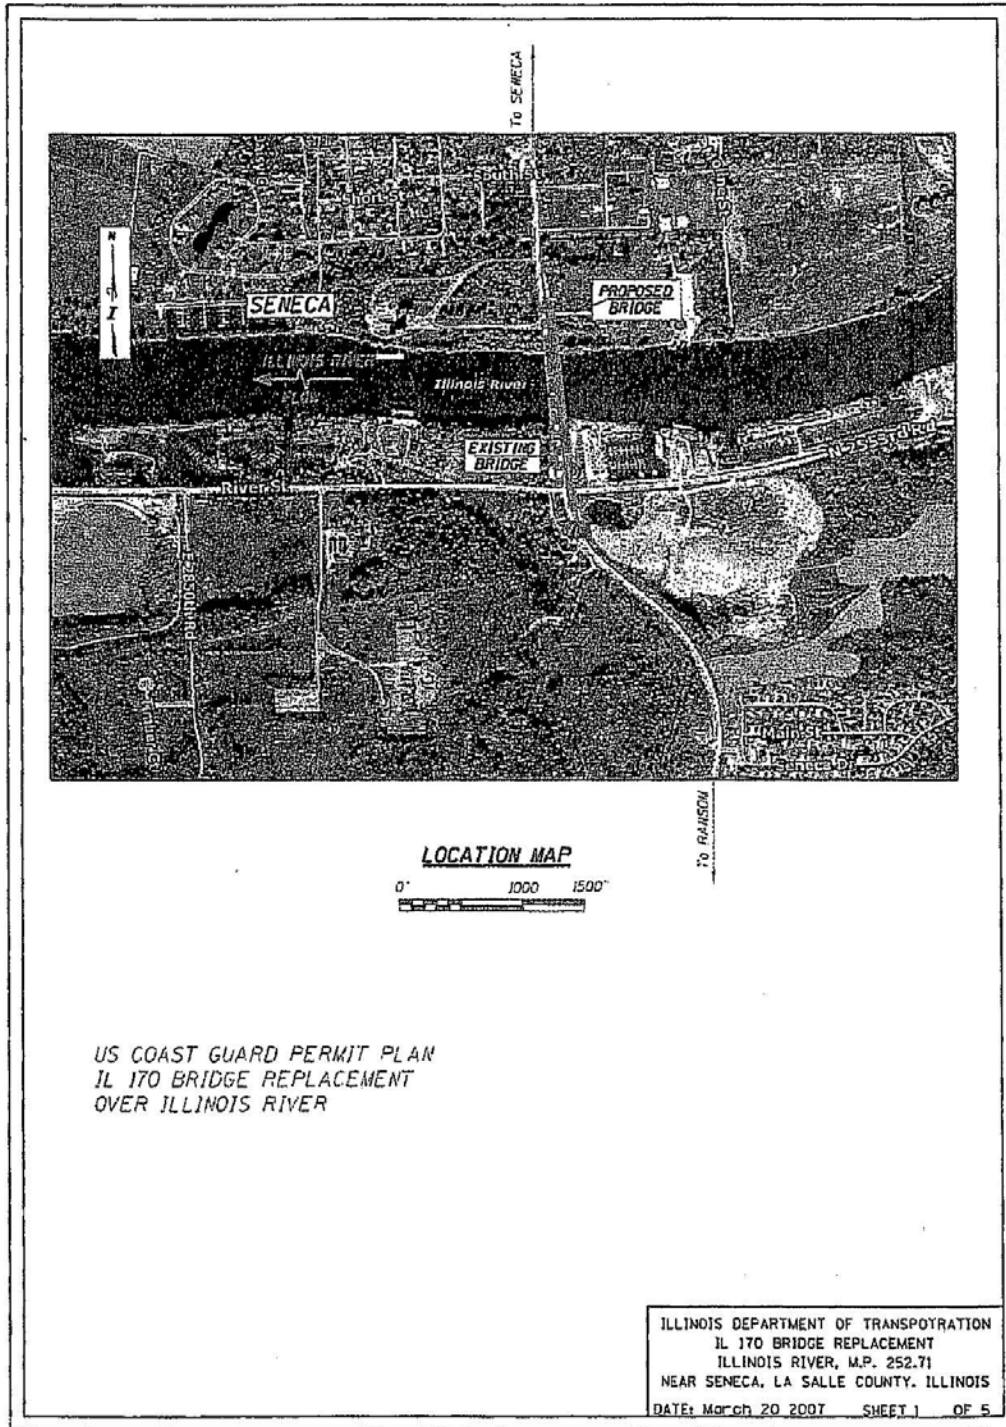 To SENECA
South St
Short
N
SENECA
PROPOSED
BRIDGE
ILLINOIS RIVER
FLOW
Illinois River
EXISTING
BRIDGE
Main St
Seneca Dr
To RANSOM
LOCATION MAP
0' 1000 1500'
US COAST GUARD PERMIT PLAN
IL 170 BRIDGE REPLACEMENT
OVER ILLINOIS RIVER
ILLINOIS DEPARTMENT OF TRANSPOTRATION
IL 170 BRIDGE REPLACEMENT
ILLINOIS RIVER, M.P. 252.71
NEAR SENECA, LA SALLE COUNTY, ILLINOIS
DATE: March 20 2007 SHEET 1 OF 5